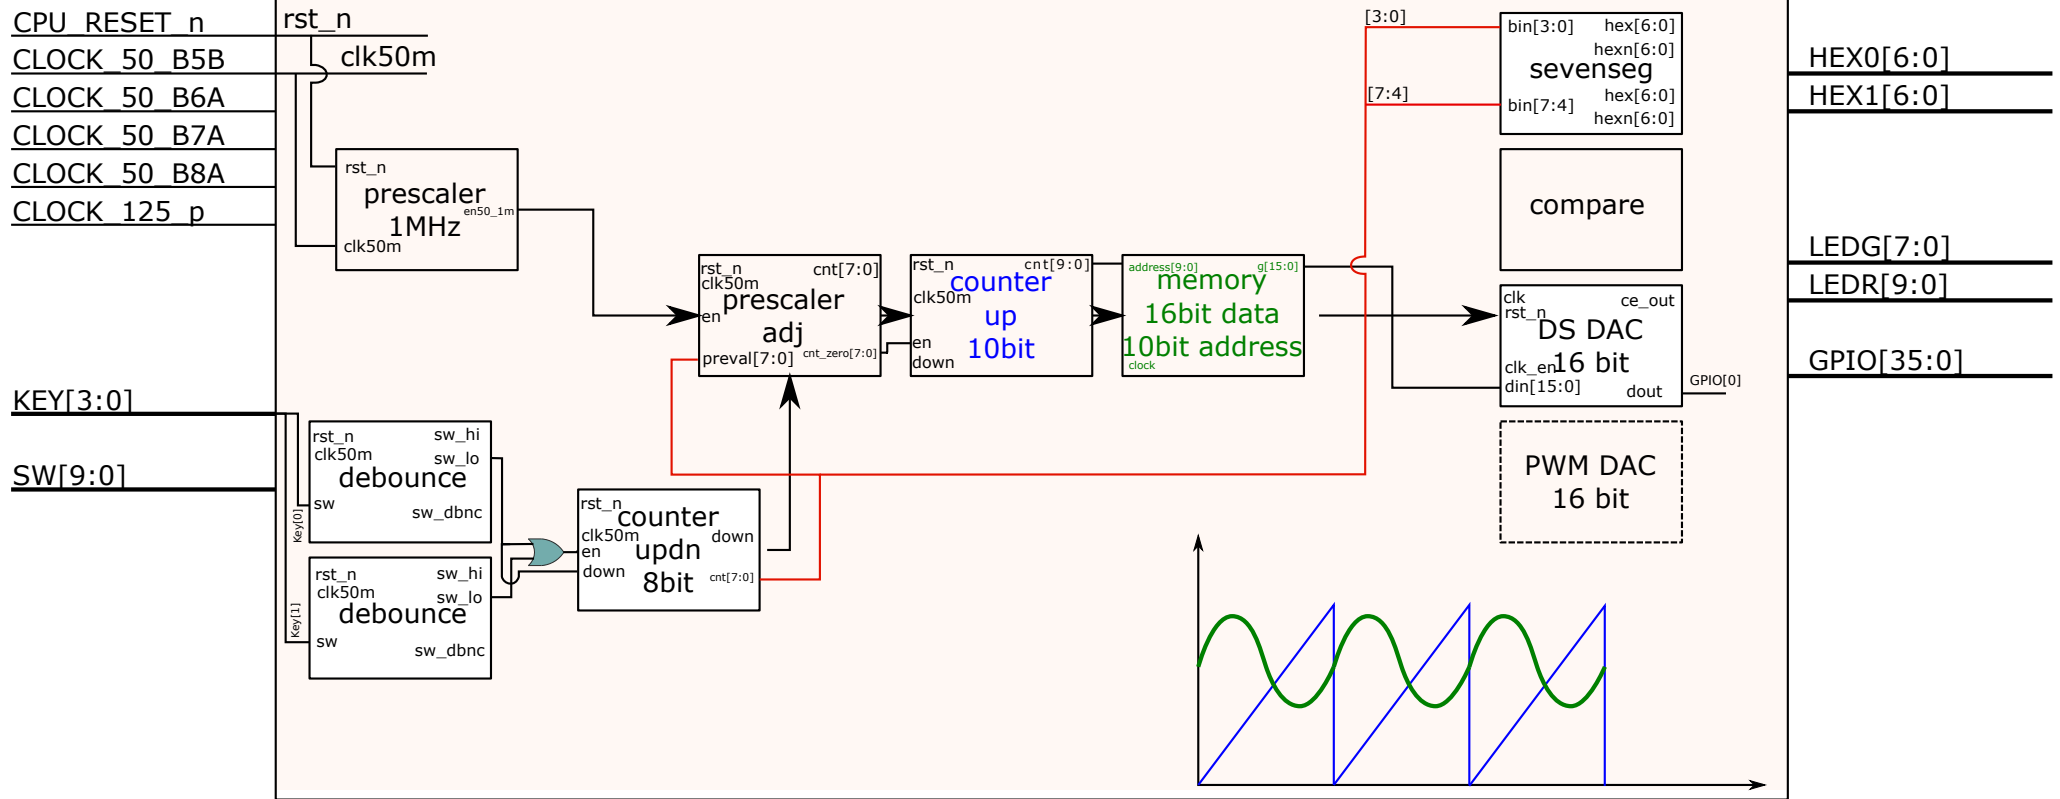 CPU_RESET_n
CLOCK_50_B5B
CLOCK_50_B6A
CLOCK_50_B7A
CLOCK_50_B8A
CLOCK_125_p
KEY[3:0]
SW[9:0]
rst_n
clk50m
rst_n
prescaler
en50_1m
1MHz
clk50m
rst_n
sw_hi
clk50m
sw_lo
debounce
sw
sw_dbnc
Key[0]
rst_n
sw_hi
clk50m
sw_lo
debounce
sw
sw_dbnc
Key[1]
rst_n
counter
clk50m
down
en
updn
down
8bit
cnt[7:0]
rst_n
cnt[7:0]
clk50m
prescaler
en
adj
preval[7:0]
cnt_zero[7:0]
rst_n
cnt[9:0]
counter
clk50m
up
en
10bit
down
address[9:0]
g[15:0]
memory
16bit data
10bit address
clock
[3:0]
[7:4]
bin[3:0]
hex[6:0]
hexn[6:0]
sevenseg
bin[7:4]
hex[6:0]
hexn[6:0]
compare
clk
ce_out
rst_n
DS DAC
16 bit
clk_en
din[15:0]
dout
GPIO[0]
PWM DAC
16 bit
HEX0[6:0]
HEX1[6:0]
LEDG[7:0]
LEDR[9:0]
GPIO[35:0]